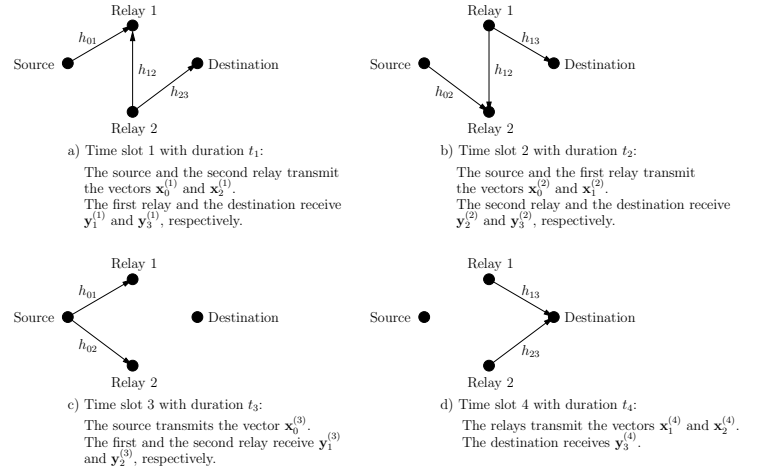 Relay 1
h₀₁
Source
Destination
h₁₂
h₂₃
Relay 2
a) Time slot 1 with duration t₁:
The source and the second relay transmit
the vectors x₀⁽¹⁾ and x₂⁽¹⁾.
The first relay and the destination receive
y₁⁽¹⁾ and y₃⁽¹⁾, respectively.
Relay 1
h₁₃
Source
Destination
h₁₂
h₀₂
Relay 2
b) Time slot 2 with duration t₂:
The source and the first relay transmit
the vectors x₀⁽²⁾ and x₁⁽²⁾.
The second relay and the destination receive
y₂⁽²⁾ and y₃⁽²⁾, respectively.
Relay 1
h₀₁
Source
Destination
h₀₂
Relay 2
c) Time slot 3 with duration t₃:
The source transmits the vector x₀⁽³⁾.
The first and the second relay receive y₁⁽³⁾
and y₂⁽³⁾, respectively.
Relay 1
h₁₃
Source
Destination
h₂₃
Relay 2
d) Time slot 4 with duration t₄:
The relays transmit the vectors x₁⁽⁴⁾ and x₂⁽⁴⁾.
The destination receives y₃⁽⁴⁾.